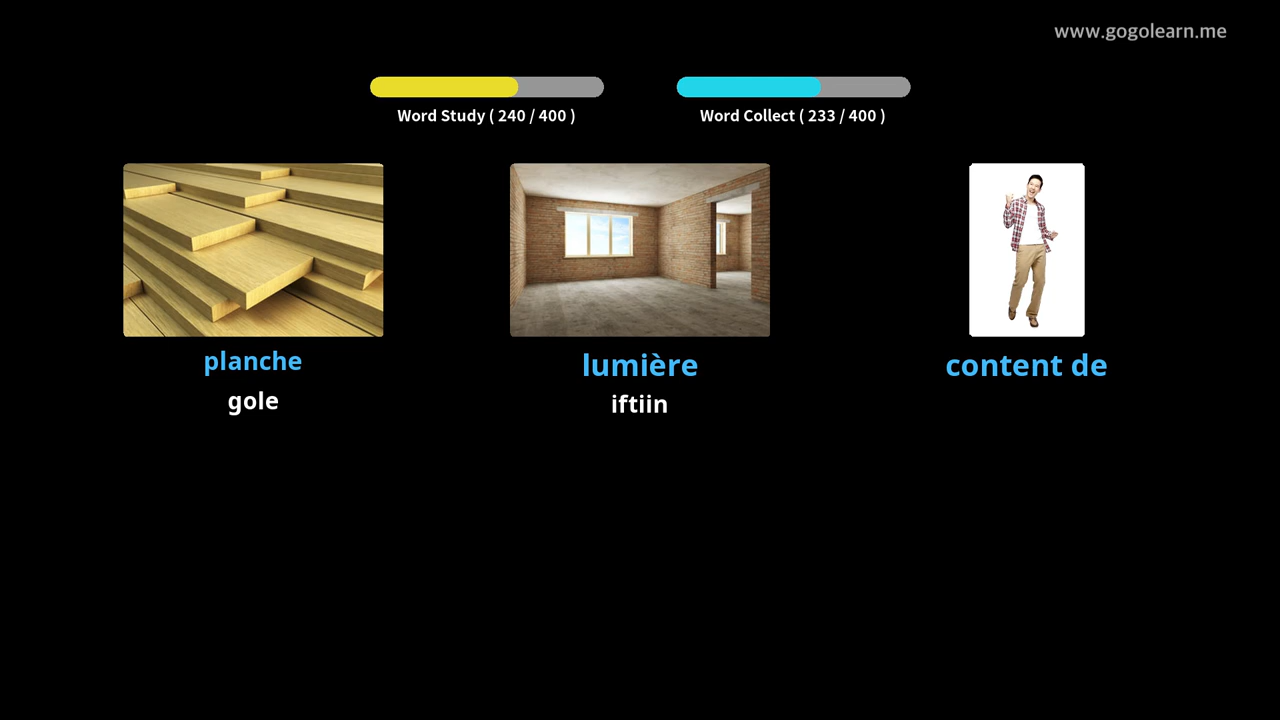 www.gogolearn.me
Word Study ( 240 / 400 )
Word Collect ( 233 / 400 )
planche
gole
lumière
iftiin
content de